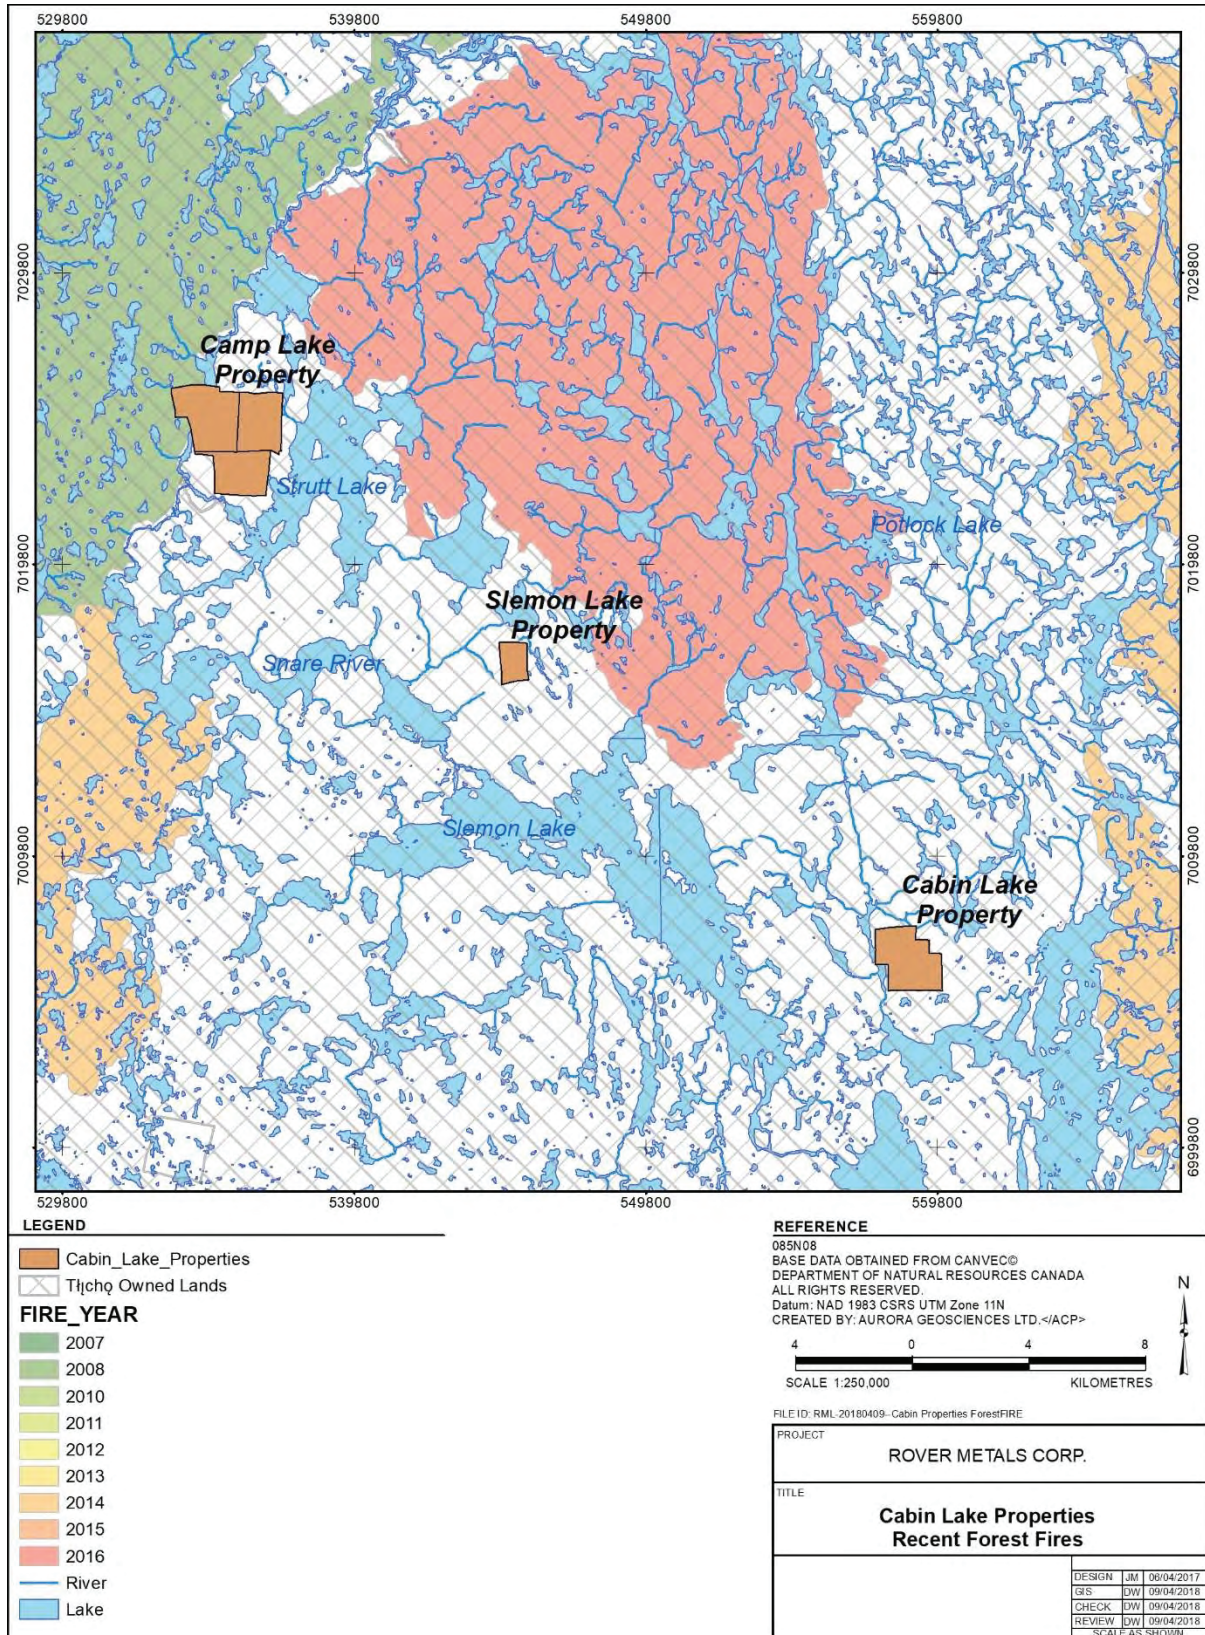 529800 539800 549800 559800
7029800 7029800
Camp Lake
Property
Strutt Lake
Potlock Lake
7019800 7019800
Slemon Lake
Property
Snare River
Slemon Lake
7009800 7009800
Cabin Lake
Property
6999800
529800 539800 549800 559800
LEGEND
Cabin_Lake_Properties
Tłįchǫ Owned Lands
FIRE_YEAR
2007
2008
2010
2011
2012
2013
2014
2015
2016
River
Lake
REFERENCE
085N08
BASE DATA OBTAINED FROM CANVEC©
DEPARTMENT OF NATURAL RESOURCES CANADA
ALL RIGHTS RESERVED.
Datum: NAD 1983 CSRS UTM Zone 11N
CREATED BY: AURORA GEOSCIENCES LTD.</ACP>
N
4 0 4 8
SCALE 1:250,000 KILOMETRES
FILE ID: RML-20180409-Cabin Properties ForestFIRE
PROJECT
ROVER METALS CORP.
TITLE
Cabin Lake Properties
Recent Forest Fires
DESIGN JM 06/04/2017
GIS DW 09/04/2018
CHECK DW 09/04/2018
REVIEW DW 09/04/2018
SCALE AS SHOWN